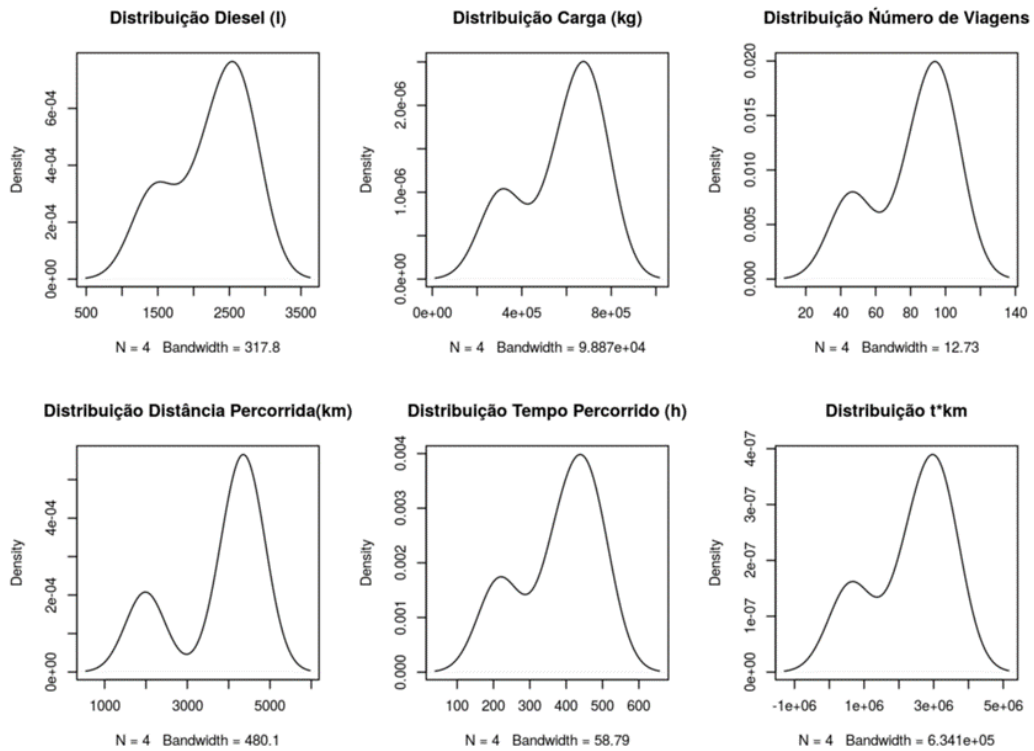 Distribuição Diesel (l)
Density
0e+00 2e-04 4e-04 6e-04
500 1500 2500 3500
N = 4 Bandwidth = 317.8
Distribuição Carga (kg)
Density
0.0e+00 1.0e-06 2.0e-06
0e+00 4e+05 8e+05
N = 4 Bandwidth = 9.887e+04
Distribuição Ńúmero de Viagens
Density
0.000 0.005 0.010 0.015 0.020
20 40 60 80 100 140
N = 4 Bandwidth = 12.73
Distribuição Distância Percorrida(km)
Density
0e+00 2e-04 4e-04
1000 3000 5000
N = 4 Bandwidth = 480.1
Distribuição Tempo Percorrido (h)
Density
0.000 0.001 0.002 0.003 0.004
100 200 300 400 500 600
N = 4 Bandwidth = 58.79
Distribuição t*km
Density
0e+00 1e-07 2e-07 3e-07 4e-07
-1e+06 1e+06 3e+06 5e+06
N = 4 Bandwidth = 6.341e+05